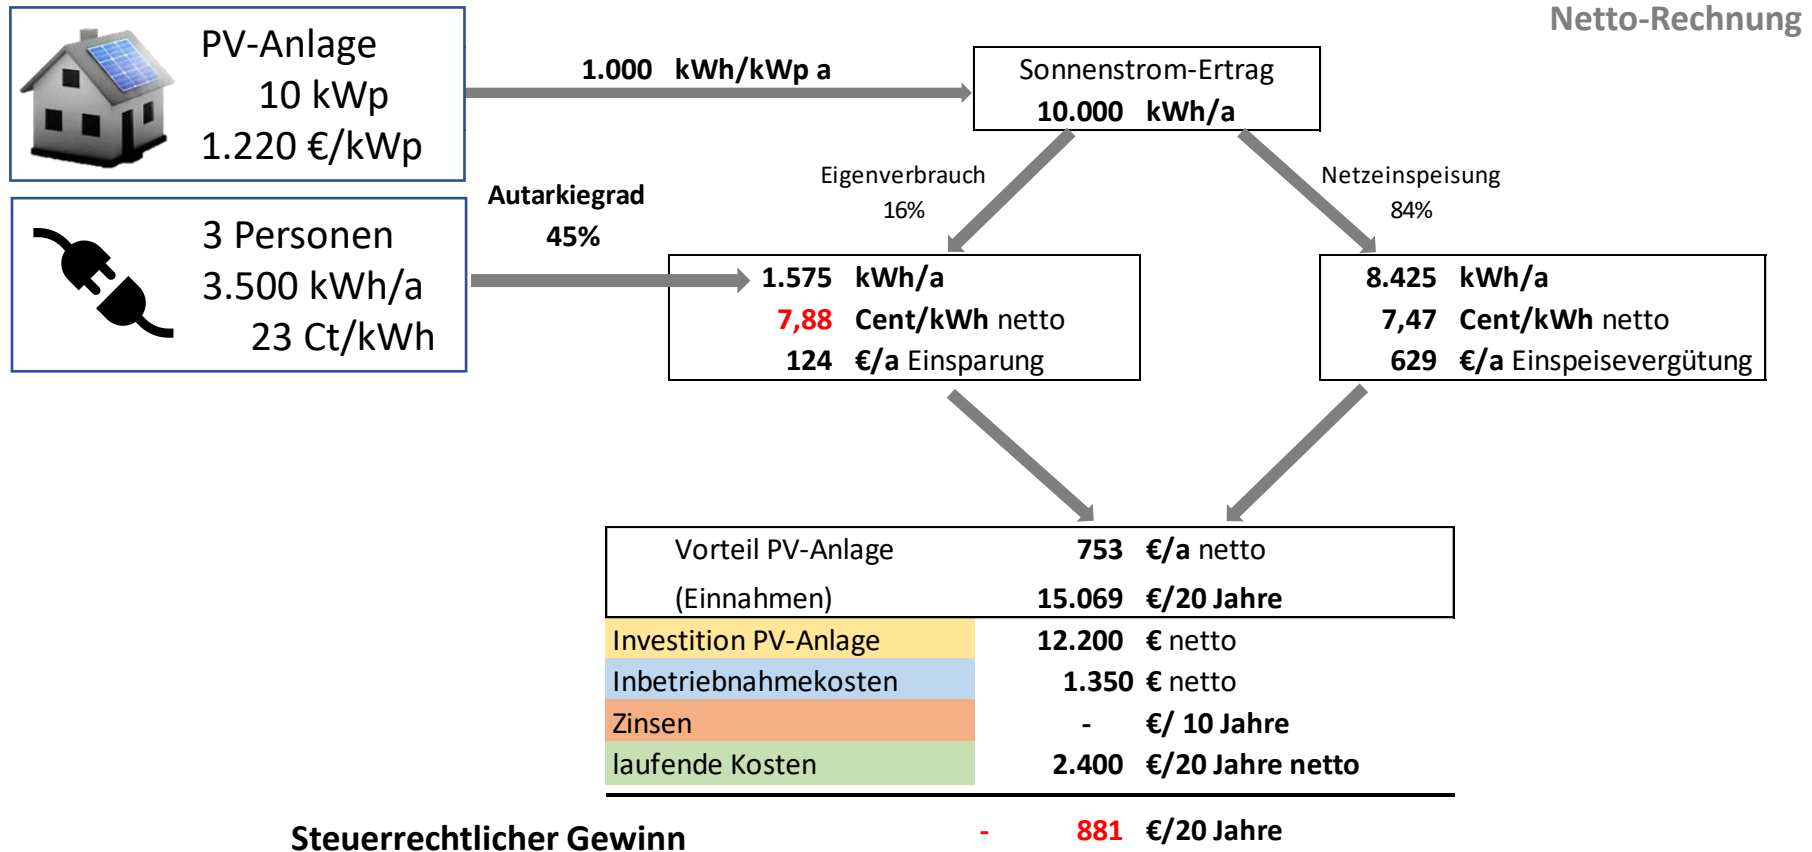 Netto-Rechnung
PV-Anlage
10 kWp
1.220 €/kWp
1.000 kWh/kWp a
Sonnenstrom-Ertrag
10.000 kWh/a
3 Personen
3.500 kWh/a
23 Ct/kWh
Autarkiegrad
45%
Eigenverbrauch
16%
Netzeinspeisung
84%
1.575 kWh/a
7,88 Cent/kWh netto
124 €/a Einsparung
8.425 kWh/a
7,47 Cent/kWh netto
629 €/a Einspeisevergütung
Vorteil PV-Anlage 753 €/a netto
(Einnahmen) 15.069 €/20 Jahre
Investition PV-Anlage 12.200 € netto
Inbetriebnahmekosten 1.350 € netto
Zinsen - €/ 10 Jahre
laufende Kosten 2.400 €/20 Jahre netto
Steuerrechtlicher Gewinn - 881 €/20 Jahre